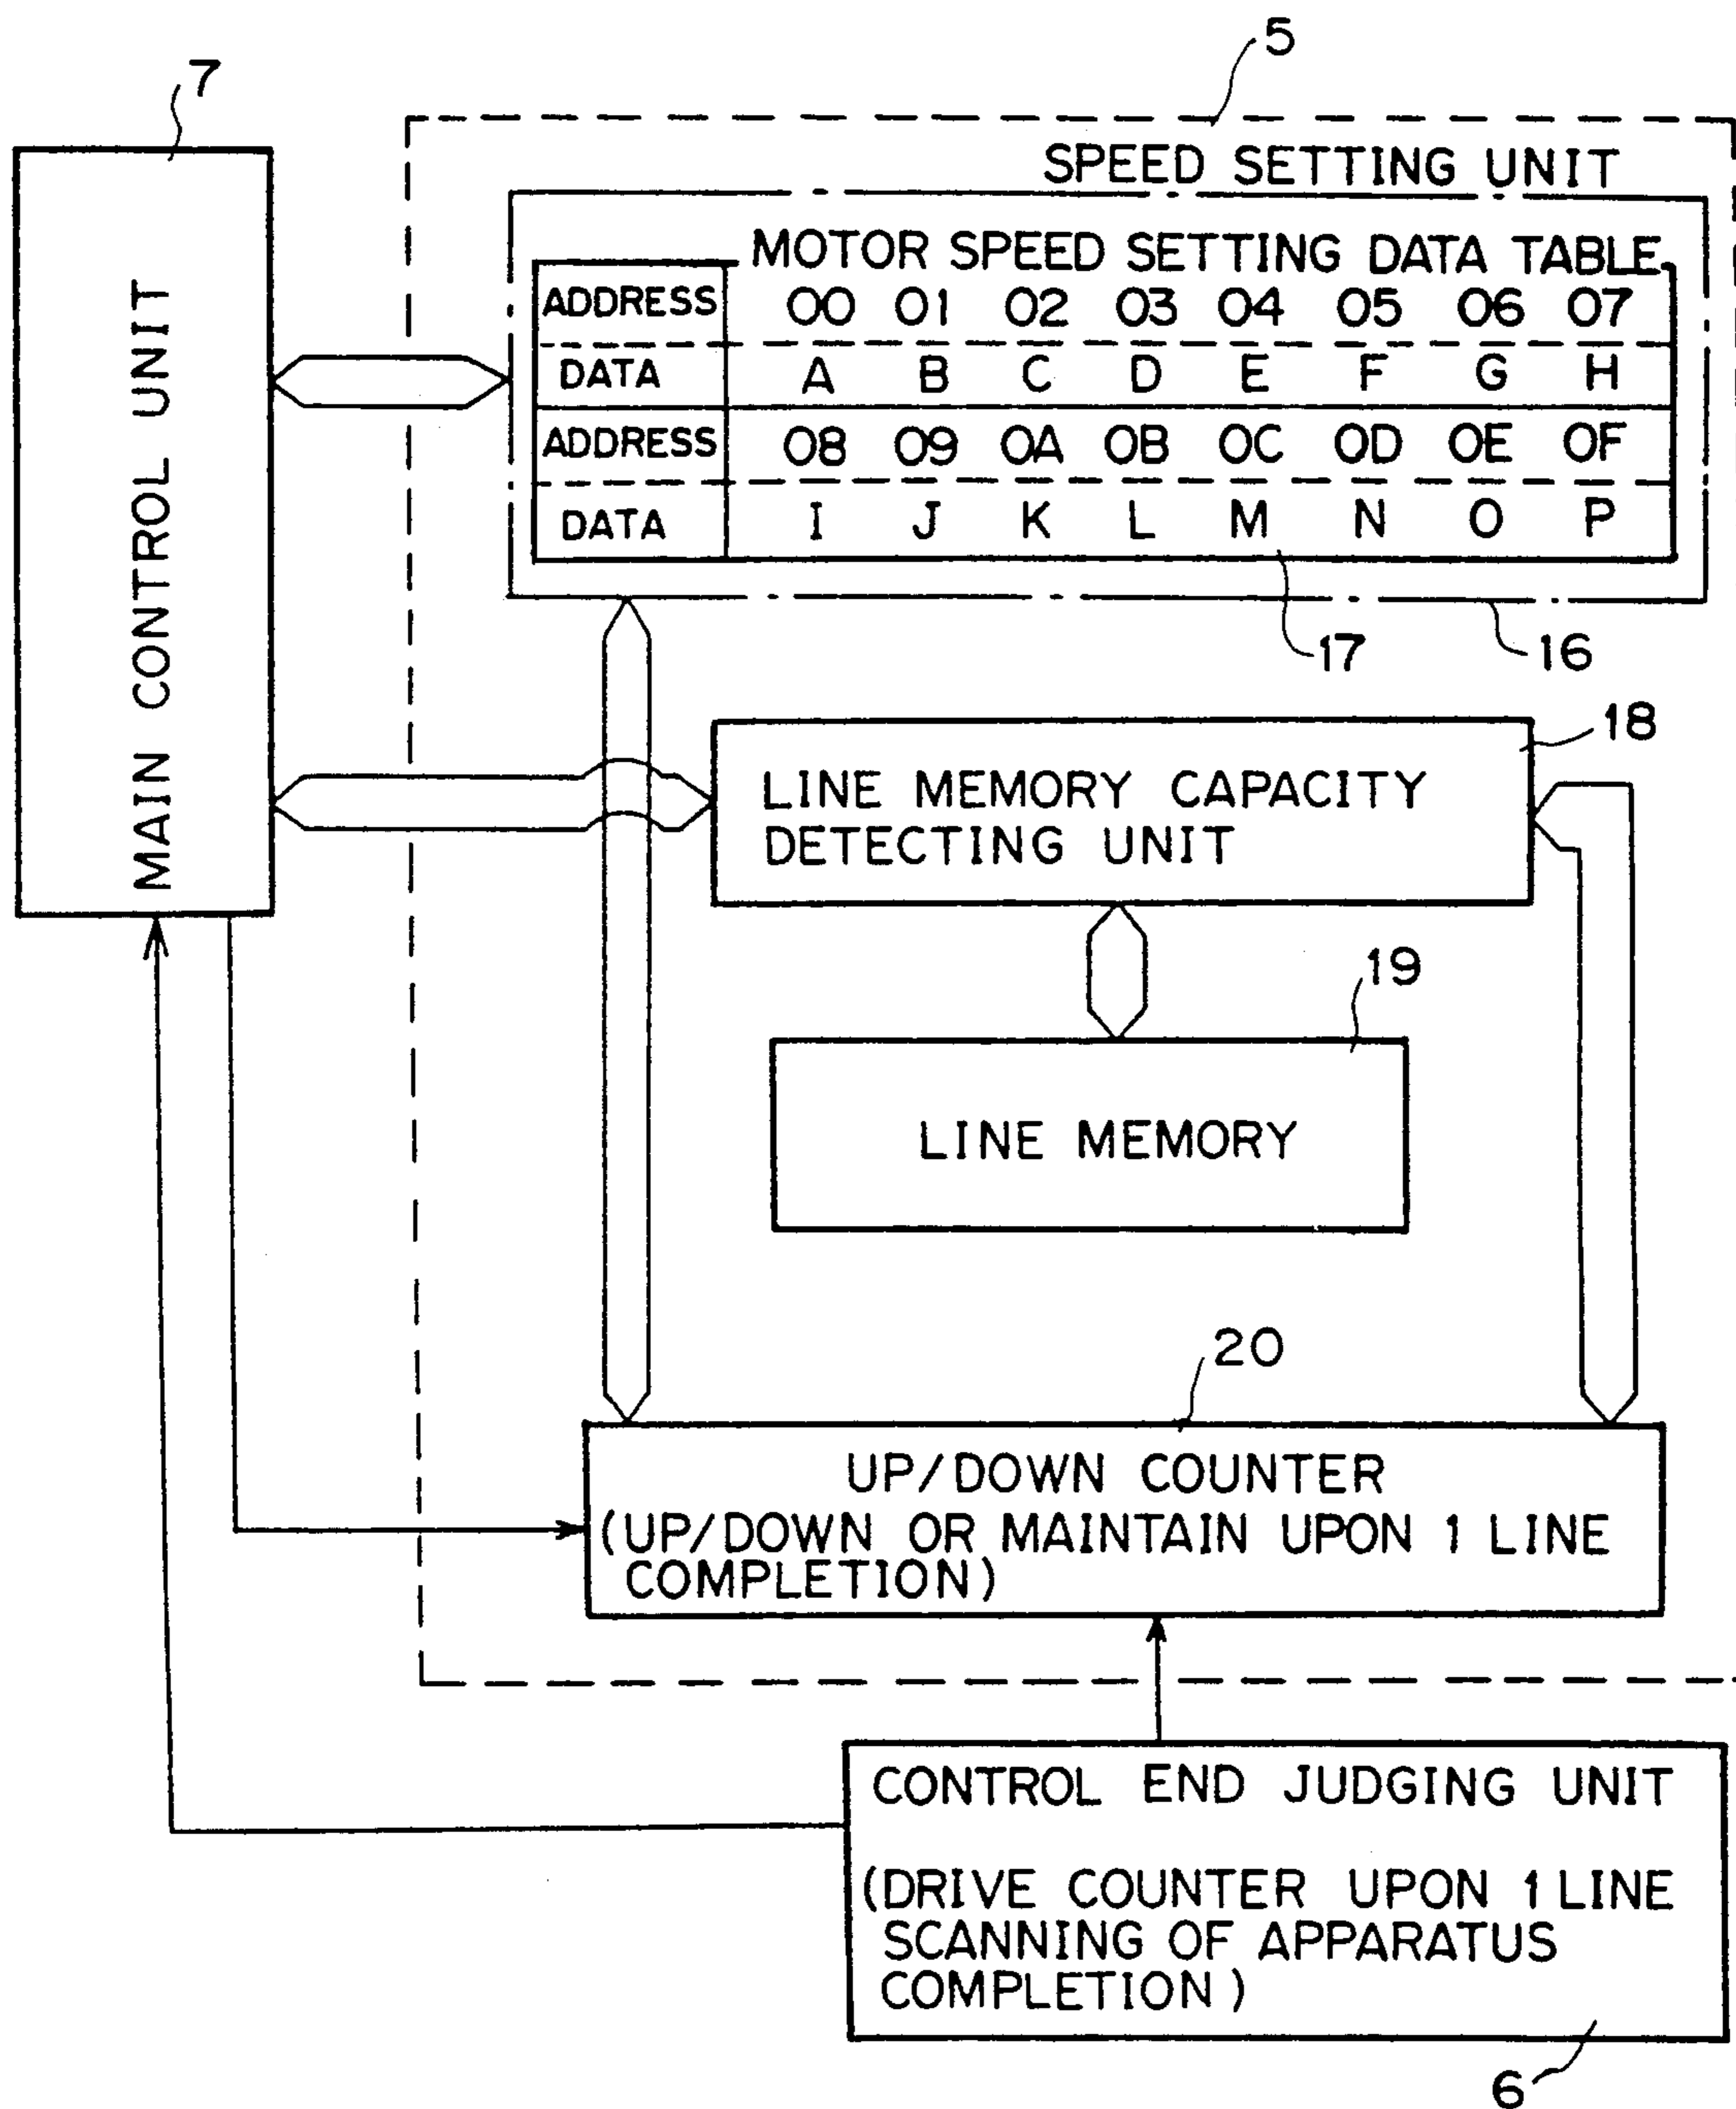 5
7
SPEED SETTING UNIT
MAIN CONTROL UNIT
MOTOR SPEED SETTING DATA TABLE
ADDRESS 00 01 02 03 04 05 06 07
DATA A B C D E F G H
ADDRESS 08 09 0A 0B 0C 0D 0E 0F
DATA I J K L M N O P
17
16
18
LINE MEMORY CAPACITY
DETECTING UNIT
19
LINE MEMORY
20
UP/DOWN COUNTER
(UP/DOWN OR MAINTAIN UPON 1 LINE
COMPLETION)
CONTROL END JUDGING UNIT
(DRIVE COUNTER UPON 1 LINE
SCANNING OF APPARATUS
COMPLETION)
6